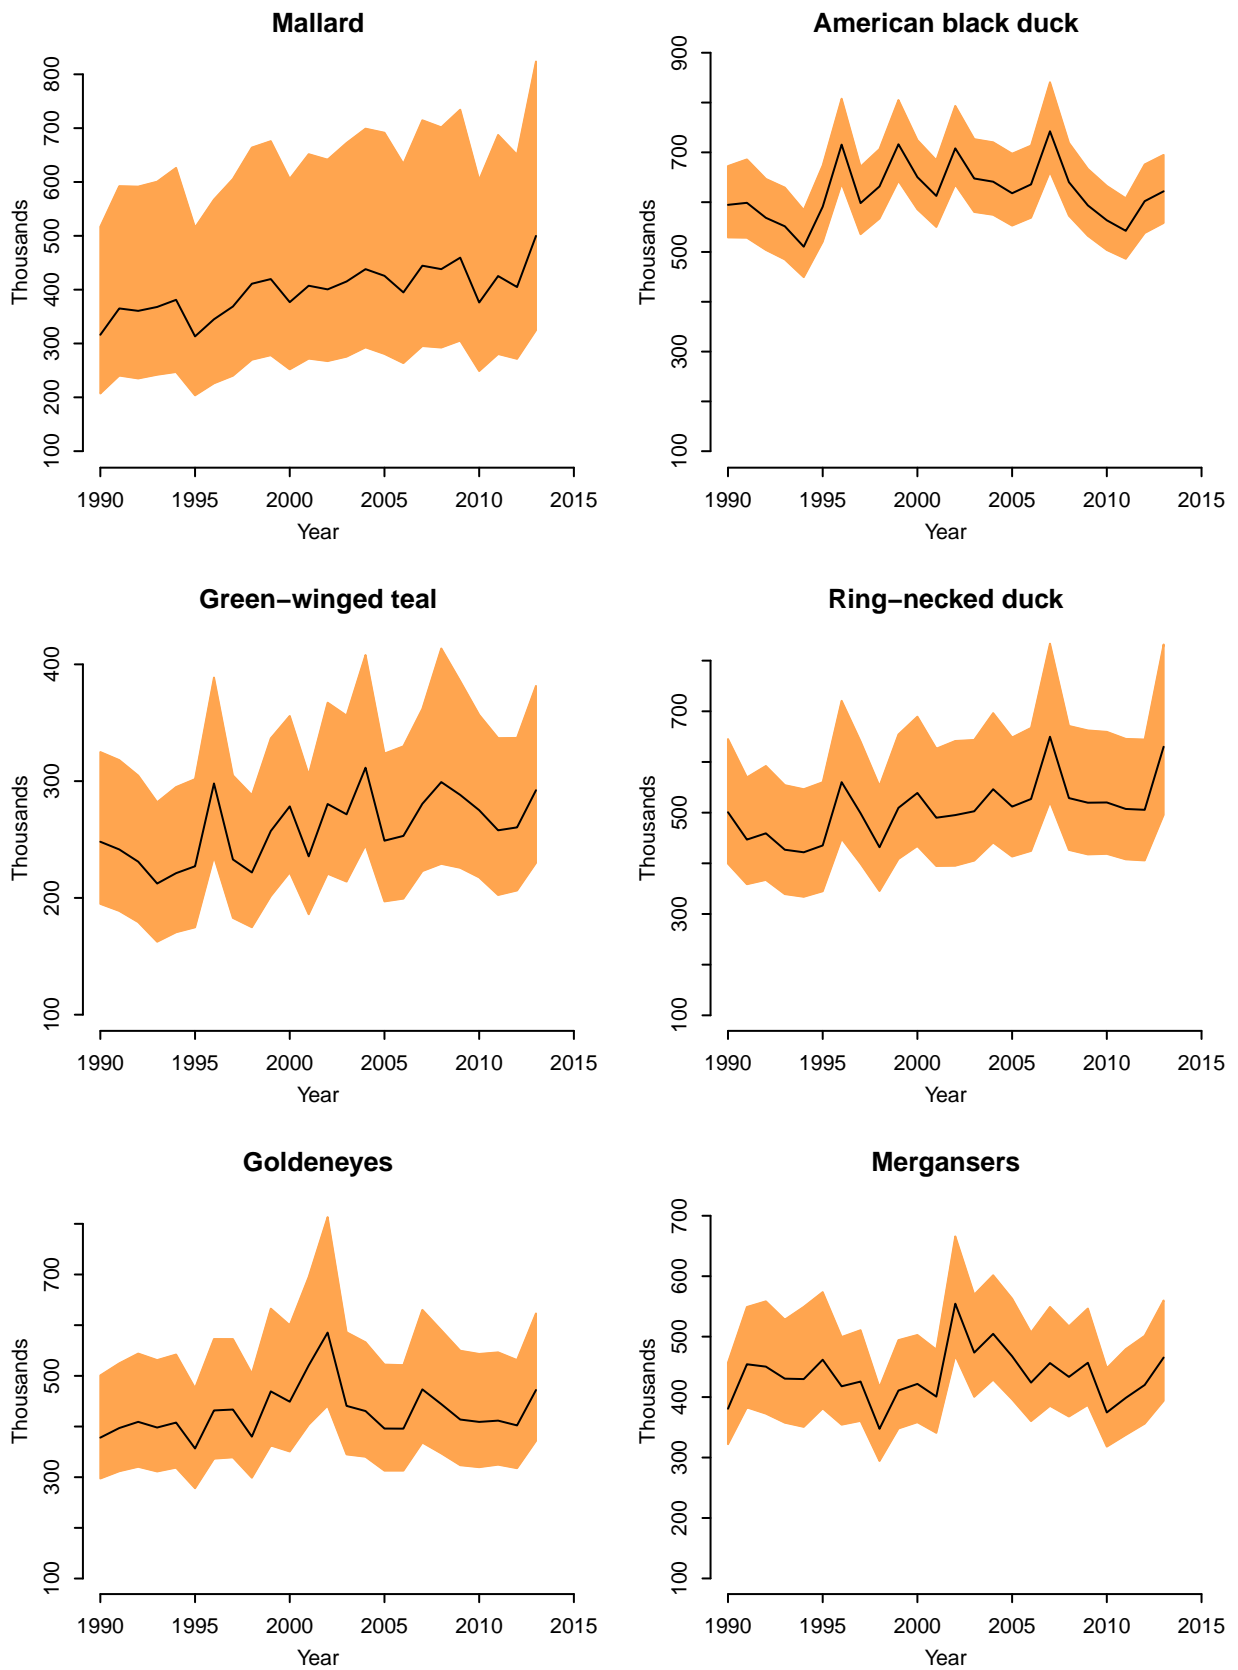 Mallard
Thousands
100 200 300 400 500 600 700 800
1990 1995 2000 2005 2010 2015
Year
American black duck
Thousands
100 300 500 700 900
1990 1995 2000 2005 2010 2015
Year
Green−winged teal
Thousands
100 200 300 400
1990 1995 2000 2005 2010 2015
Year
Ring−necked duck
Thousands
100 300 500 700
1990 1995 2000 2005 2010 2015
Year
Goldeneyes
Thousands
100 300 500 700
1990 1995 2000 2005 2010 2015
Year
Mergansers
Thousands
100 200 300 400 500 600 700
1990 1995 2000 2005 2010 2015
Year